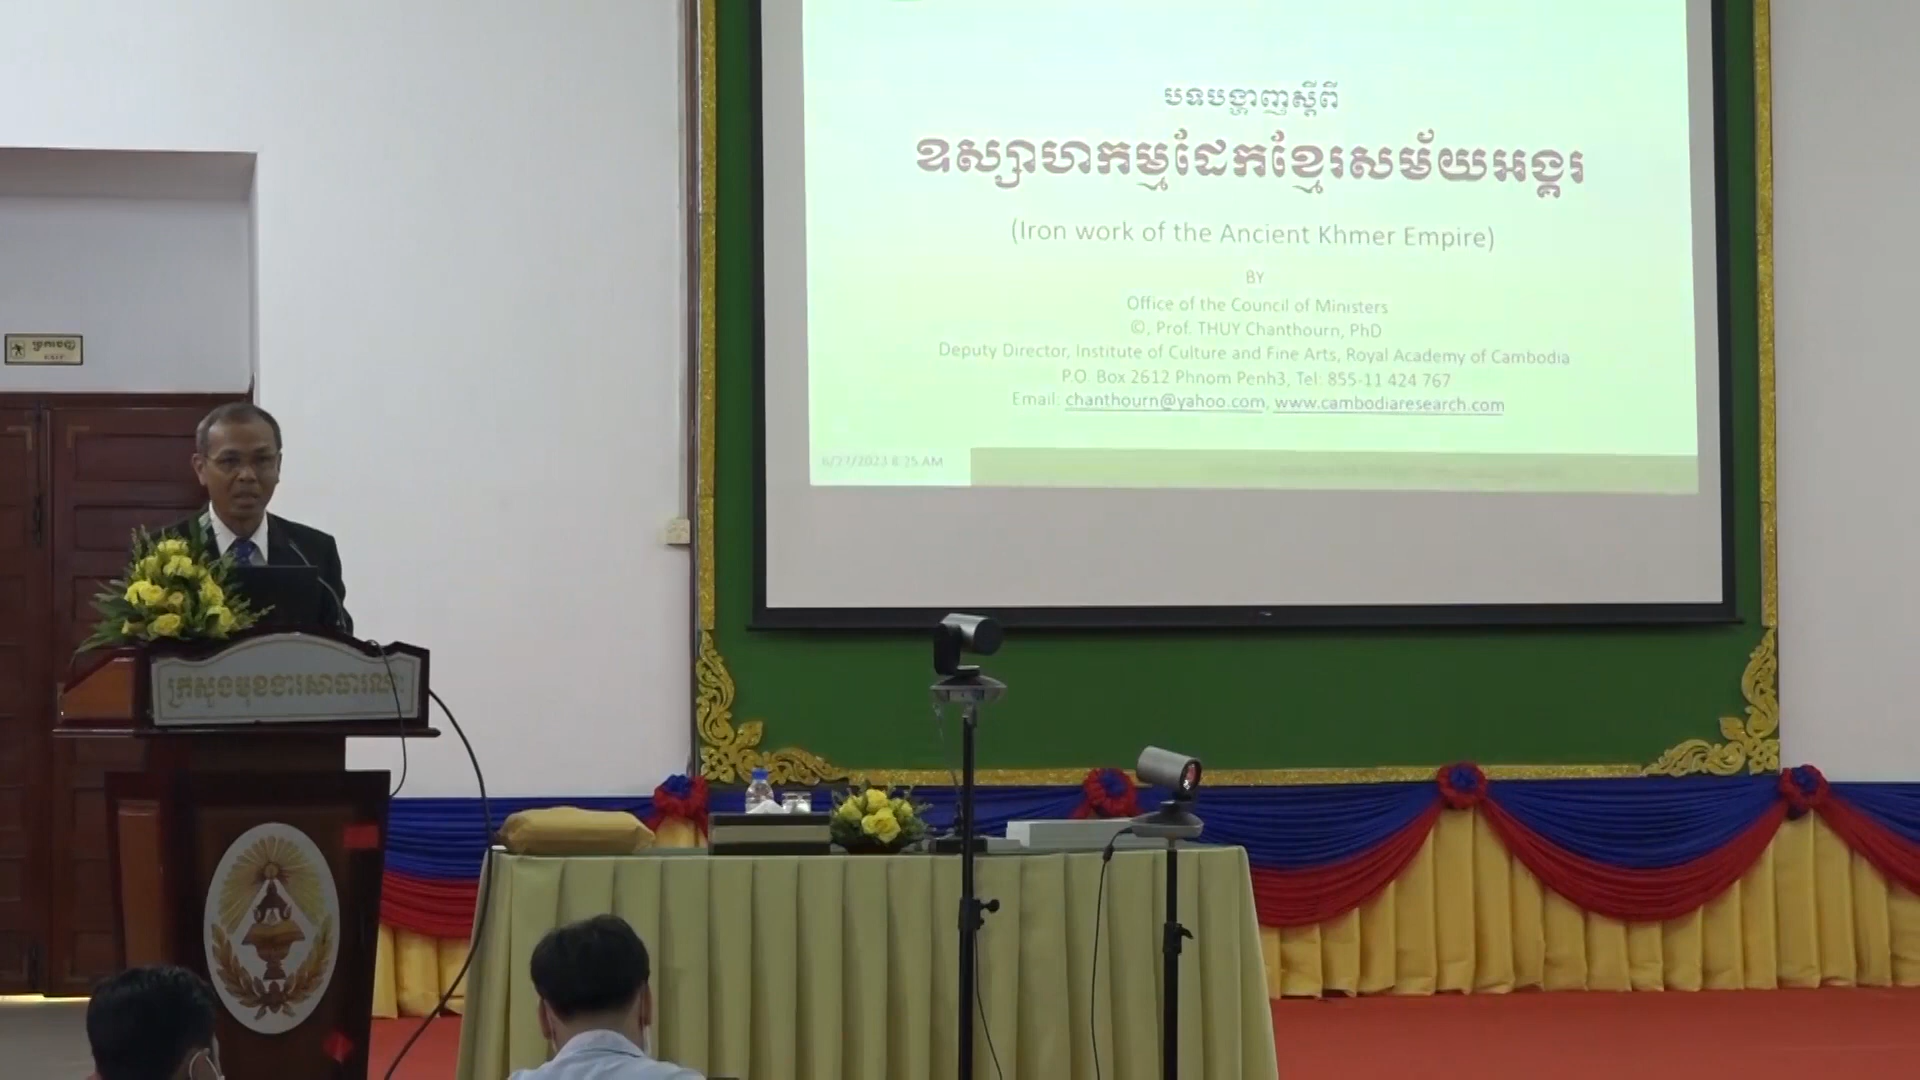 បទបង្ហាញស្តីពី
ឧស្សាហកម្មដែកខ្មែរសម័យអង្គរ
(Iron work of the Ancient Khmer Empire)
BY
Office of the Council of Ministers
©, Prof. THUY Chanthourn, PhD
Deputy Director, Institute of Culture and Fine Arts, Royal Academy of Cambodia
P.O. Box 2612 Phnom Penh3, Tel: 855-11 424 767
Email: chanthourn@yahoo.com, www.cambodiaresearch.com
6/27/2023 8:25 AM
EXIT
ក្រសួងមុខងារសាធារណៈ